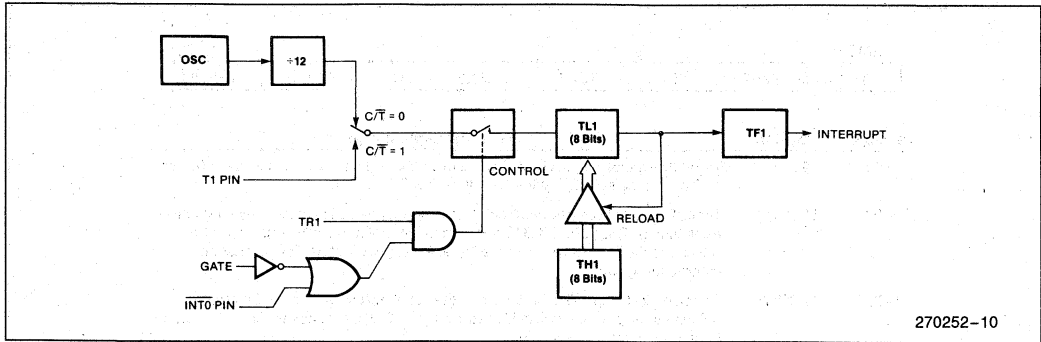 OSC
÷12
C/T̅ = 0
C/T̅ = 1
T1 PIN
CONTROL
TL1
(8 Bits)
TF1
INTERRUPT
RELOAD
TH1
(8 Bits)
TR1
GATE
I̅N̅T̅0̅ PIN
270252–10